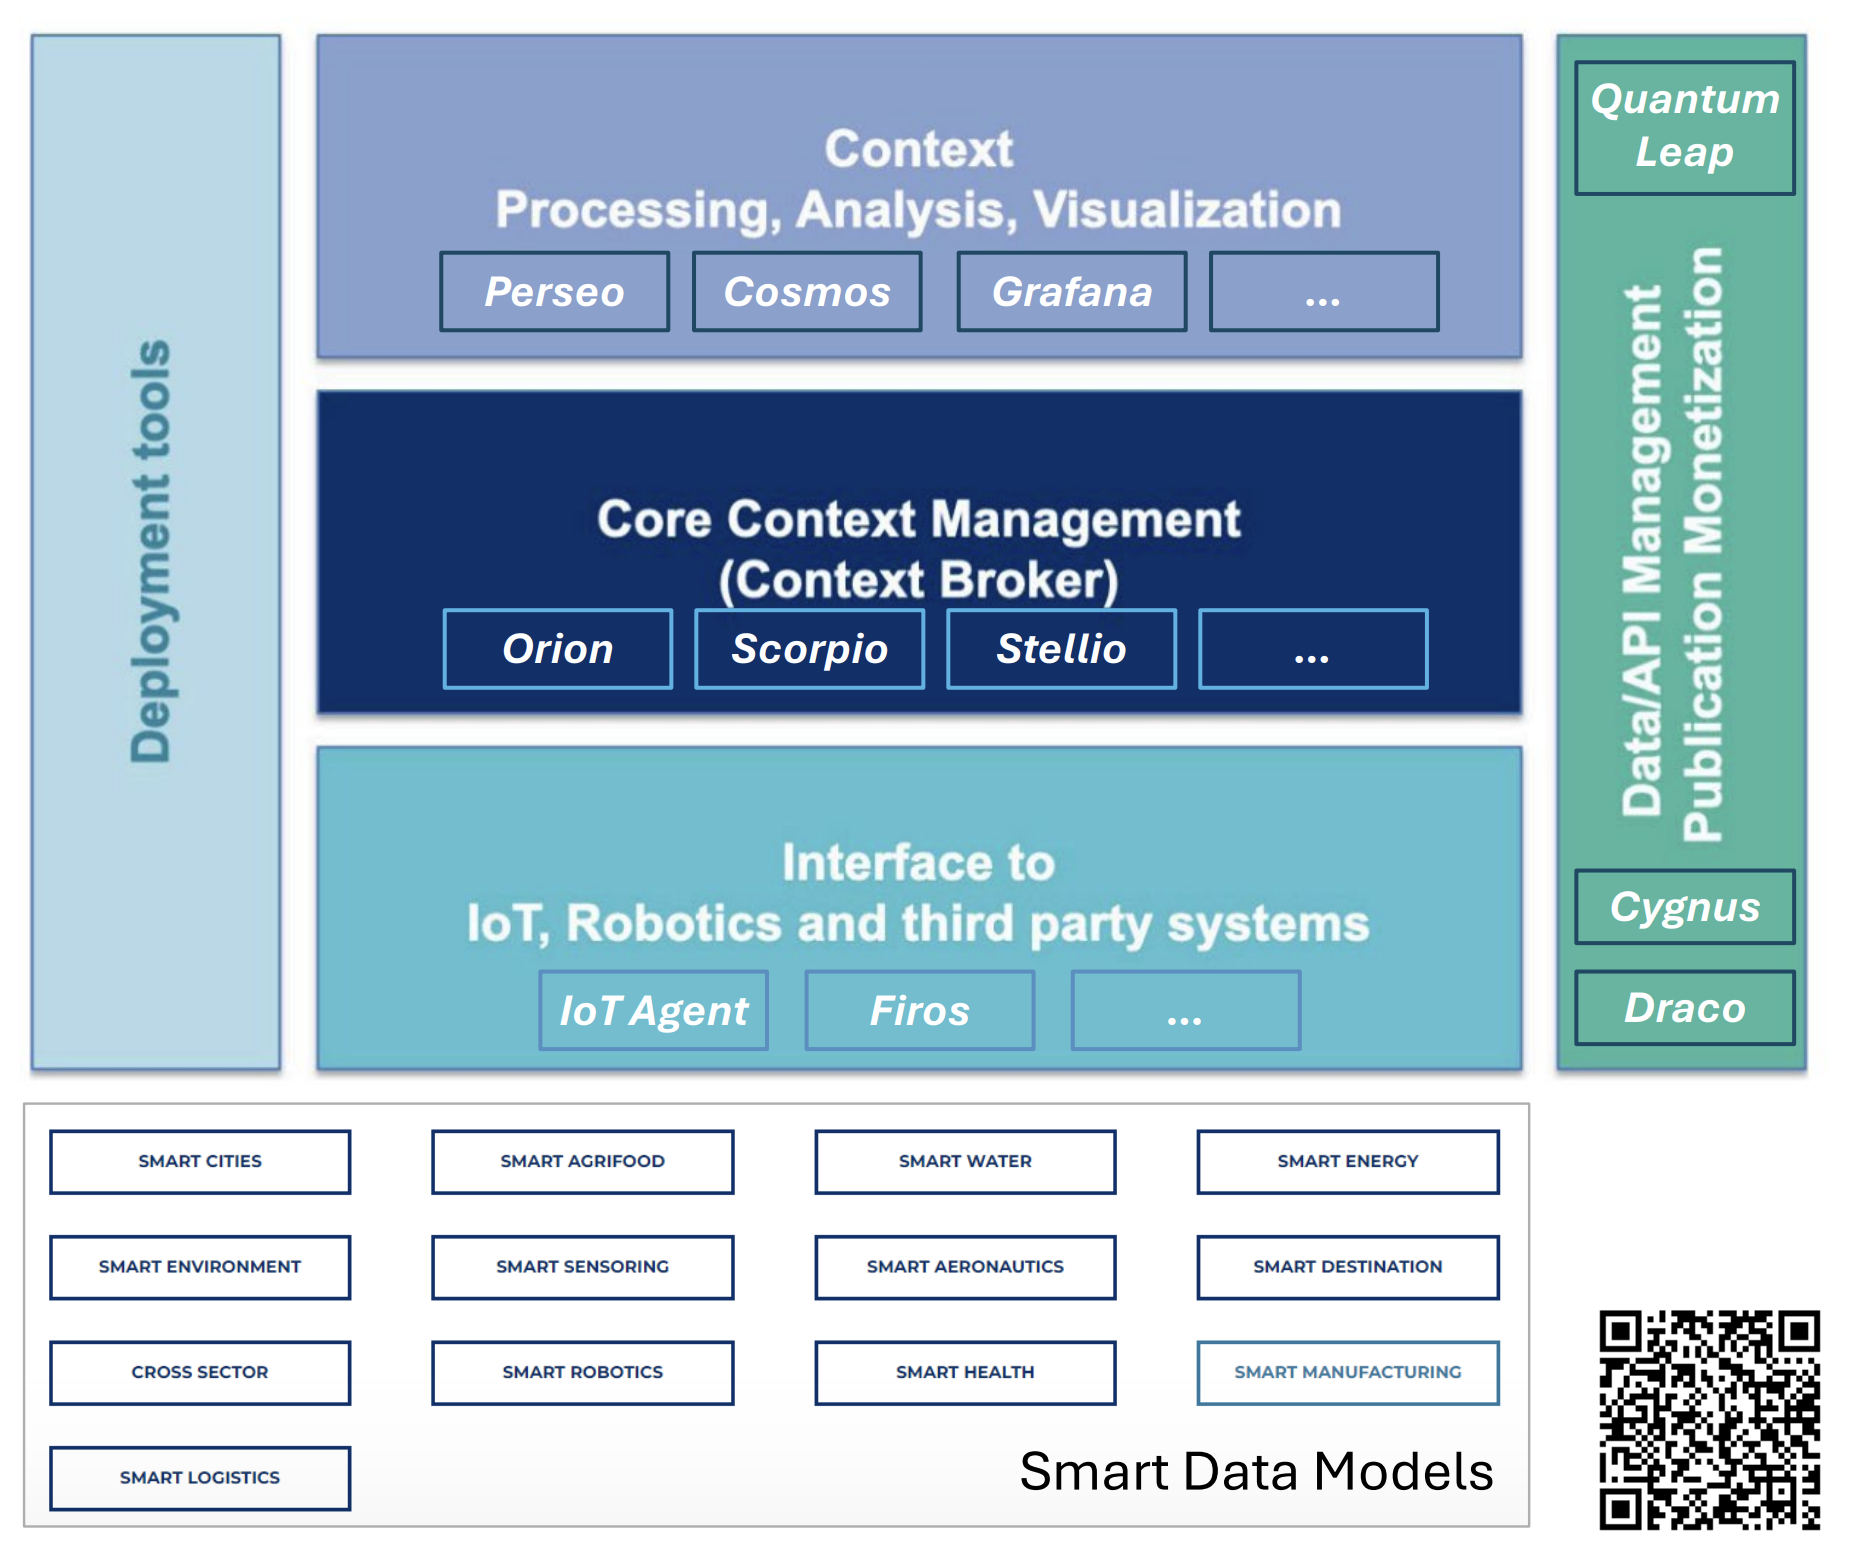 Deployment tools
Context
Processing, Analysis, Visualization
Perseo
Cosmos
Grafana
...
Core Context Management
(Context Broker)
Orion
Scorpio
Stellio
...
Interface to
IoT, Robotics and third party systems
IoT Agent
Firos
...
Quantum
Leap
Data/API Management
Publication Monetization
Cygnus
Draco
SMART CITIES
SMART AGRIFOOD
SMART WATER
SMART ENERGY
SMART ENVIRONMENT
SMART SENSORING
SMART AERONAUTICS
SMART DESTINATION
CROSS SECTOR
SMART ROBOTICS
SMART HEALTH
SMART MANUFACTURING
SMART LOGISTICS
Smart Data Models